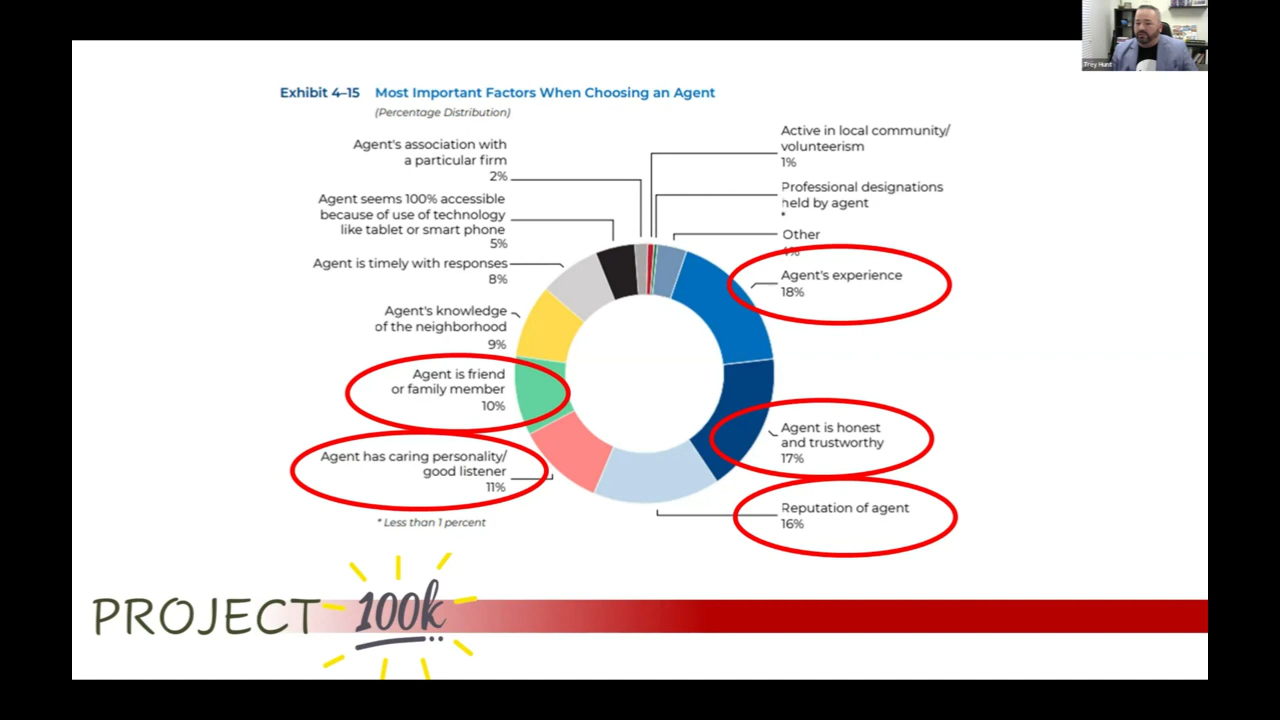 Trey Hunt
Exhibit 4–15 Most Important Factors When Choosing an Agent
(Percentage Distribution)
Agent's association with
a particular firm
2%
Agent seems 100% accessible
because of use of technology
like tablet or smart phone
5%
Agent is timely with responses
8%
Agent's knowledge
of the neighborhood
9%
Agent is friend
or family member
10%
Agent has caring personality/
good listener
11%
* Less than 1 percent
Active in local community/
volunteerism
1%
Professional designations
held by agent
*
Other
4%
Agent's experience
18%
Agent is honest
and trustworthy
17%
Reputation of agent
16%
PROJECT 100k